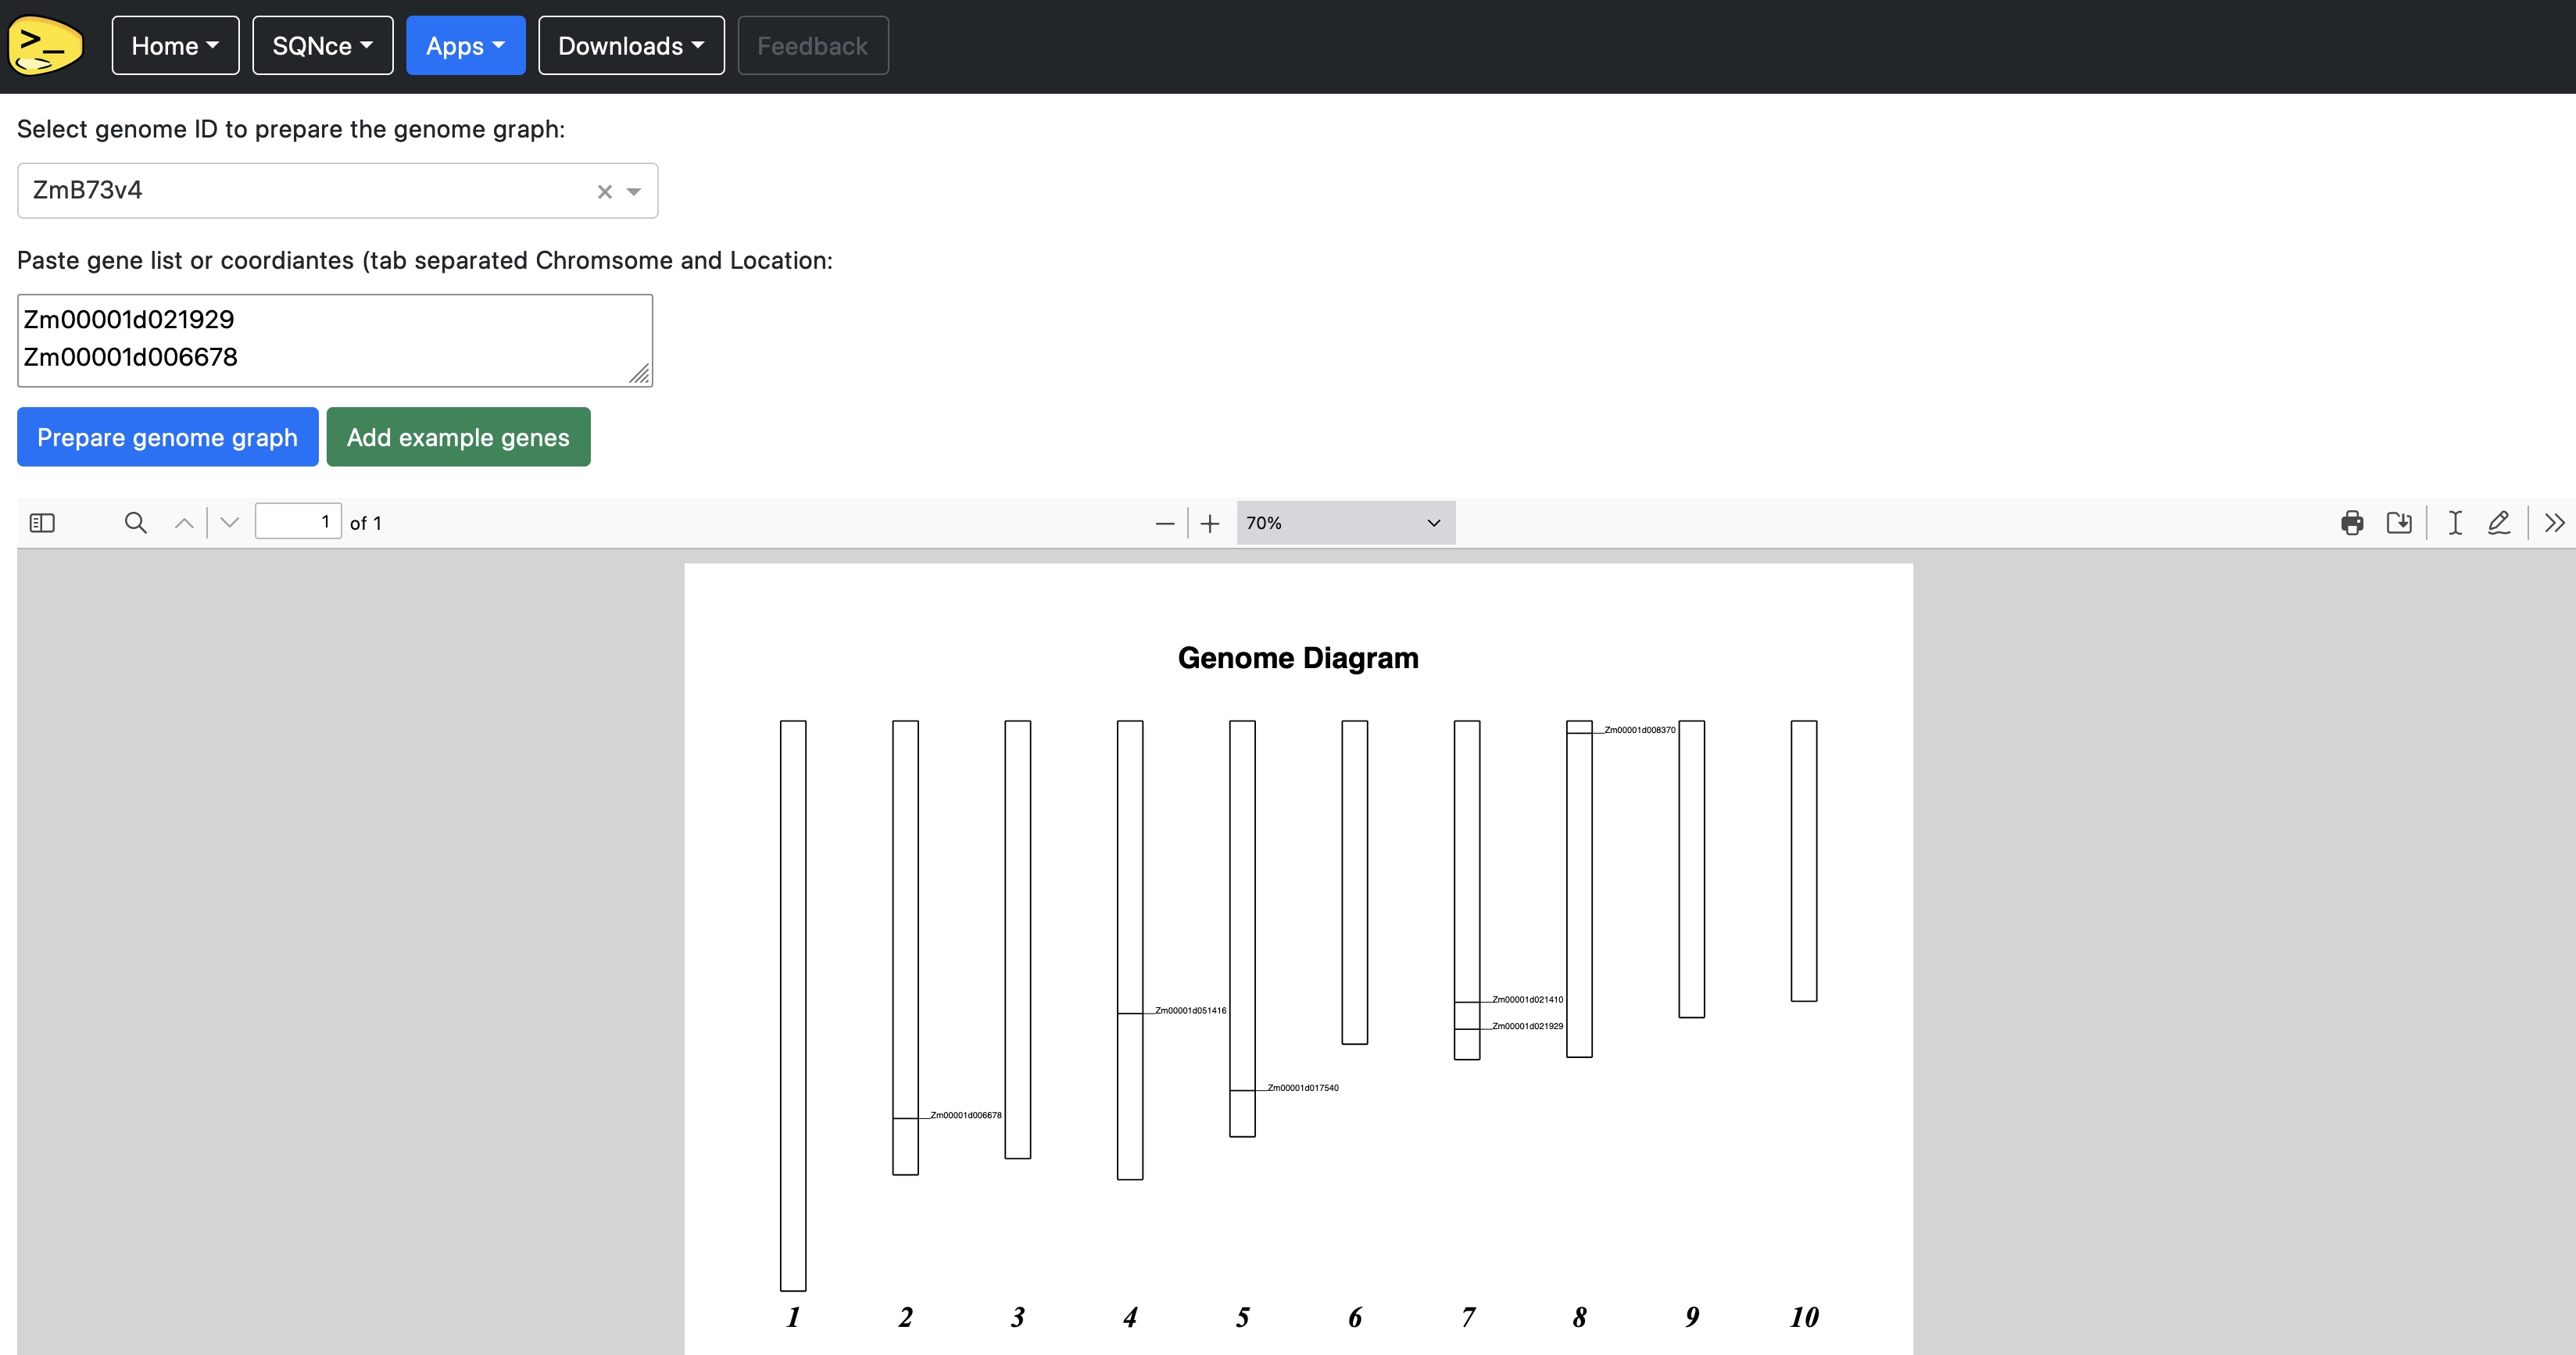 >_
Home SQNce Apps Downloads Feedback
Select genome ID to prepare the genome graph:
ZmB73v4
Paste gene list or coordiantes (tab separated Chromsome and Location:
Zm00001d021929
Zm00001d006678
Prepare genome graph Add example genes
1 of 1 70%
Genome Diagram
Zm00001d008370
Zm00001d021410
Zm00001d051416
Zm00001d021929
Zm00001d017540
Zm00001d006678
1 2 3 4 5 6 7 8 9 10